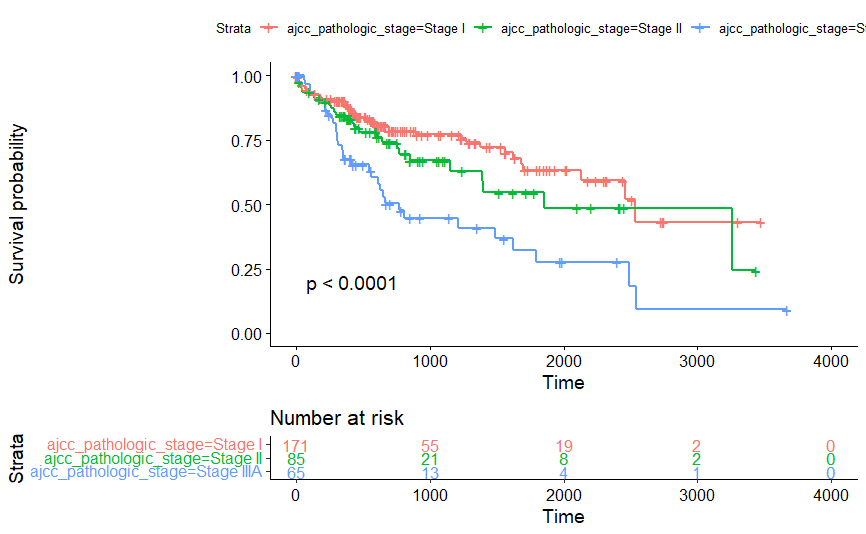 Strata ajcc_pathologic_stage=Stage I ajcc_pathologic_stage=Stage II ajcc_pathologic_stage=St
Survival probability
1.00
0.75
0.50
0.25
0.00
p < 0.0001
0 1000 2000 3000 4000
Time
Number at risk
Strata
ajcc_pathologic_stage=Stage I 171 55 19 2 0
ajcc_pathologic_stage=Stage II 85 21 8 2 0
ajcc_pathologic_stage=Stage IIIA 65 13 4 1 0
0 1000 2000 3000 4000
Time